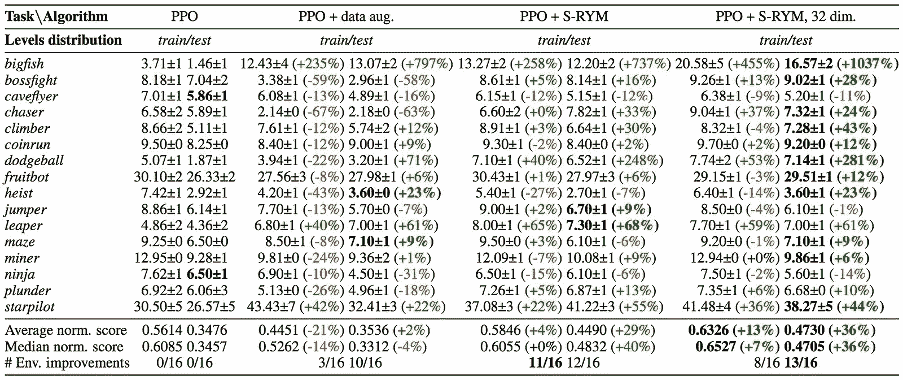 Task\Algorithm PPO PPO + data aug. PPO + S-RYM PPO + S-RYM, 32 dim.
Levels distribution train/test train/test train/test train/test
bigfish 3.71±1 1.46±1 12.43±4 (+235%) 13.07±2 (+797%) 13.27±2 (+258%) 12.20±2 (+737%) 20.58±5 (+455%) 16.57±2 (+1037%)
bossfight 8.18±1 7.04±2 3.38±1 (-59%) 2.96±1 (-58%) 8.61±1 (+5%) 8.14±1 (+16%) 9.26±1 (+13%) 9.02±1 (+28%)
caveflyer 7.01±1 5.86±1 6.08±1 (-13%) 4.89±1 (-16%) 6.15±1 (-12%) 5.15±1 (-12%) 6.38±1 (-9%) 5.20±1 (-11%)
chaser 6.58±2 5.89±1 2.14±0 (-67%) 2.18±0 (-63%) 6.60±2 (+0%) 7.82±1 (+33%) 9.04±1 (+37%) 7.32±1 (+24%)
climber 8.66±2 5.11±1 7.61±1 (-12%) 5.74±2 (+12%) 8.91±1 (+3%) 6.64±1 (+30%) 8.32±1 (-4%) 7.28±1 (+43%)
coinrun 9.50±0 8.25±0 8.40±1 (-12%) 9.00±1 (+9%) 9.30±1 (-2%) 8.40±0 (+2%) 9.70±0 (+2%) 9.20±0 (+12%)
dodgeball 5.07±1 1.87±1 3.94±1 (-22%) 3.20±1 (+71%) 7.10±1 (+40%) 6.52±1 (+248%) 7.74±2 (+53%) 7.14±1 (+281%)
fruitbot 30.10±2 26.33±2 27.56±3 (-8%) 27.98±1 (+6%) 30.43±1 (+1%) 27.97±3 (+6%) 29.15±1 (-3%) 29.51±1 (+12%)
heist 7.42±1 2.92±1 4.20±1 (-43%) 3.60±0 (+23%) 5.40±1 (-27%) 2.70±1 (-7%) 6.40±1 (-14%) 3.60±1 (+23%)
jumper 8.86±1 6.14±1 7.70±1 (-13%) 5.70±0 (-7%) 9.00±1 (+2%) 6.70±1 (+9%) 8.50±0 (-4%) 6.10±1 (-1%)
leaper 4.86±2 4.36±2 6.80±1 (+40%) 7.00±1 (+61%) 8.00±1 (+65%) 7.30±1 (+68%) 7.70±1 (+59%) 7.00±1 (+61%)
maze 9.25±0 6.50±0 8.50±1 (-8%) 7.10±1 (+9%) 9.50±0 (+3%) 6.10±1 (-6%) 9.20±0 (-1%) 7.10±1 (+9%)
miner 12.95±0 9.28±1 9.81±0 (-24%) 9.36±2 (+1%) 12.09±1 (-7%) 10.08±1 (+9%) 12.94±0 (+0%) 9.86±1 (+6%)
ninja 7.62±1 6.50±1 6.90±1 (-10%) 4.50±1 (-31%) 6.50±1 (-15%) 6.10±1 (-6%) 7.50±1 (-2%) 5.60±1 (-14%)
plunder 6.92±2 6.06±3 5.13±0 (-26%) 4.96±1 (-18%) 7.26±1 (+5%) 6.87±1 (+13%) 7.35±1 (+6%) 6.68±0 (+10%)
starpilot 30.50±5 26.57±5 43.43±7 (+42%) 32.41±3 (+22%) 37.08±3 (+22%) 41.22±3 (+55%) 41.48±4 (+36%) 38.27±5 (+44%)
Average norm. score 0.5614 0.3476 0.4451 (-21%) 0.3536 (+2%) 0.5846 (+4%) 0.4490 (+29%) 0.6326 (+13%) 0.4730 (+36%)
Median norm. score 0.6085 0.3457 0.5262 (-14%) 0.3312 (-4%) 0.6055 (+0%) 0.4832 (+40%) 0.6527 (+7%) 0.4705 (+36%)
# Env. improvements 0/16 0/16 3/16 10/16 11/16 12/16 8/16 13/16